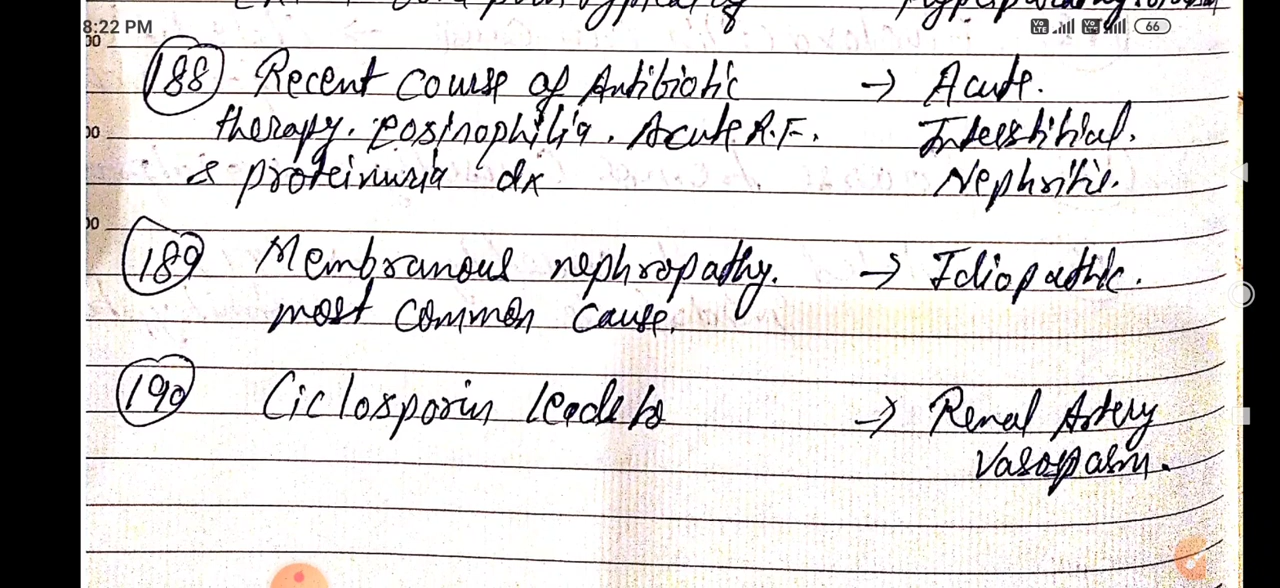 8:22 PM
66
188 Recent course of Antibiotic → Acute.
therapy. eosinophilia. Acute R.F. Interstitial.
& proteinuria dx Nephritis.
189 Membranous nephropathy. → Idiopathic.
most common cause.
190 Ciclosporin leads to → Renal Artery
Vasospasm.